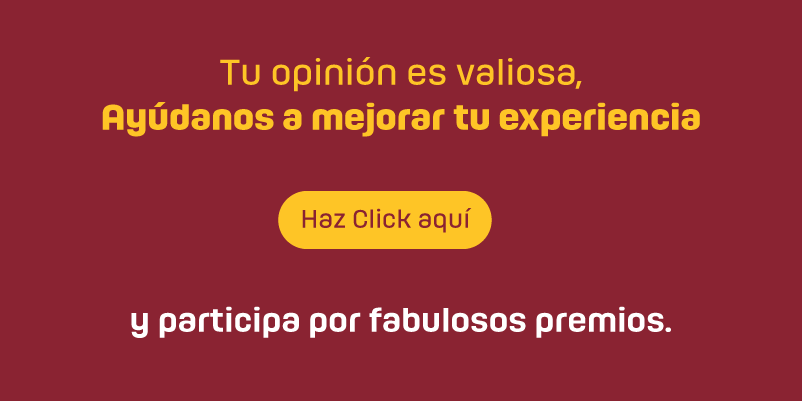 Tu opinión es valiosa,
Ayúdanos a mejorar tu experiencia
Haz Click aquí
y participa por fabulosos premios.